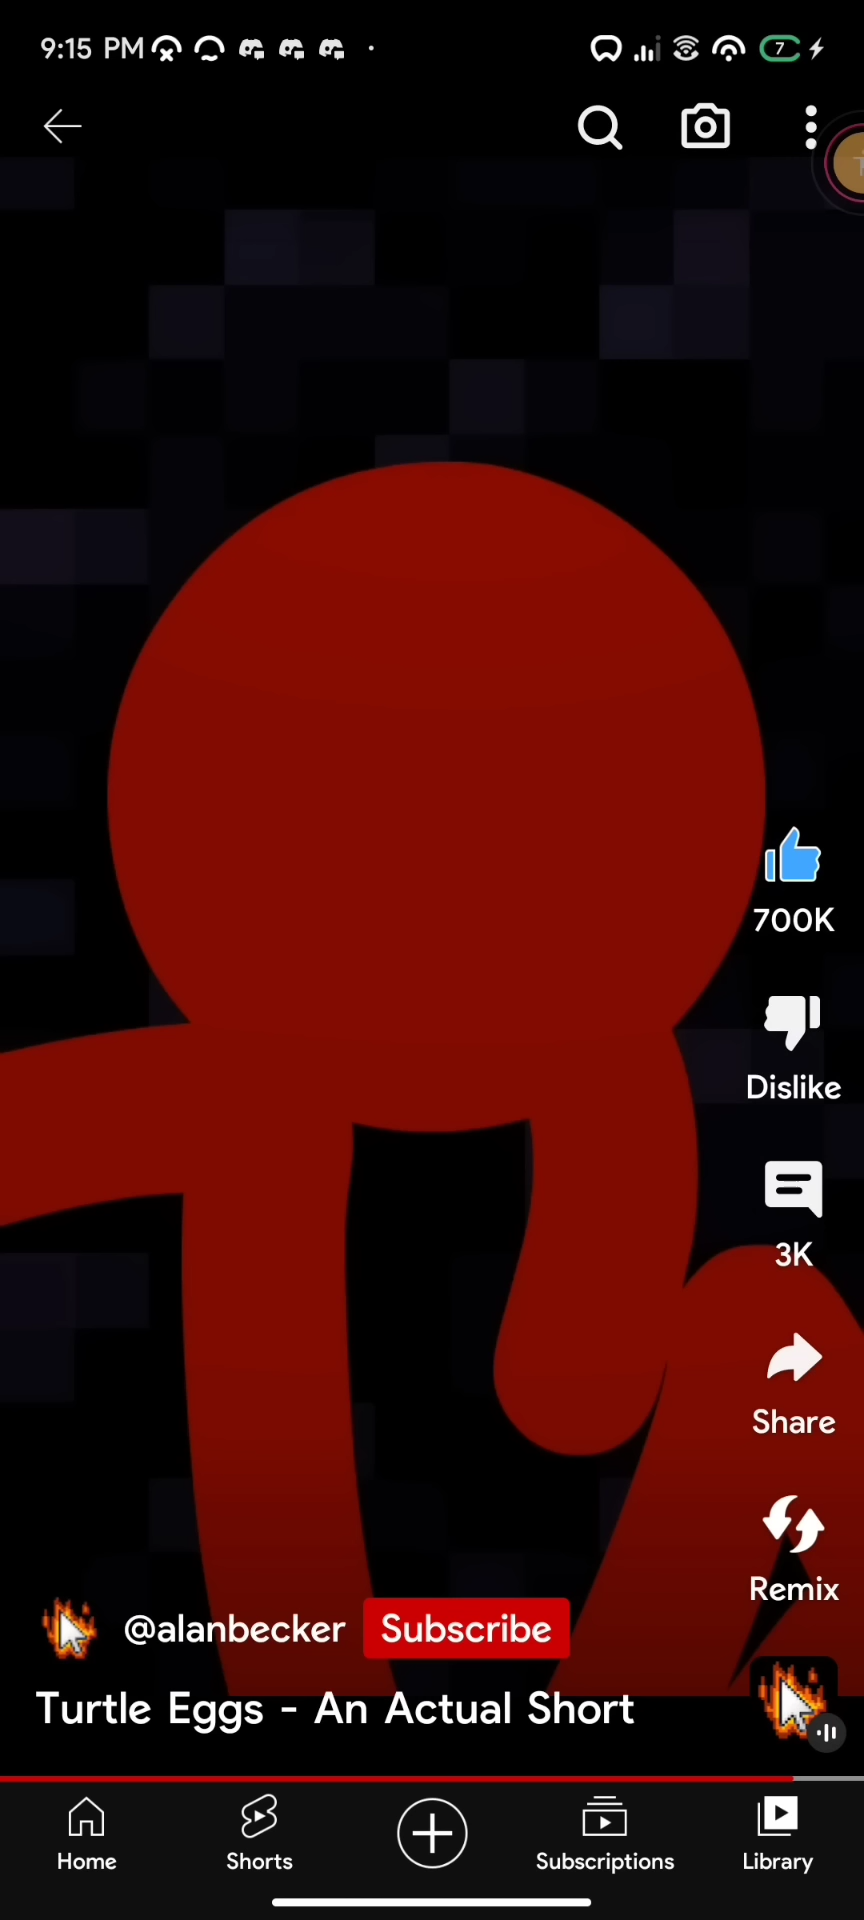 9:15 PM
7
700K
Dislike
3K
Share
Remix
@alanbecker Subscribe
Turtle Eggs - An Actual Short
Home Shorts Subscriptions Library